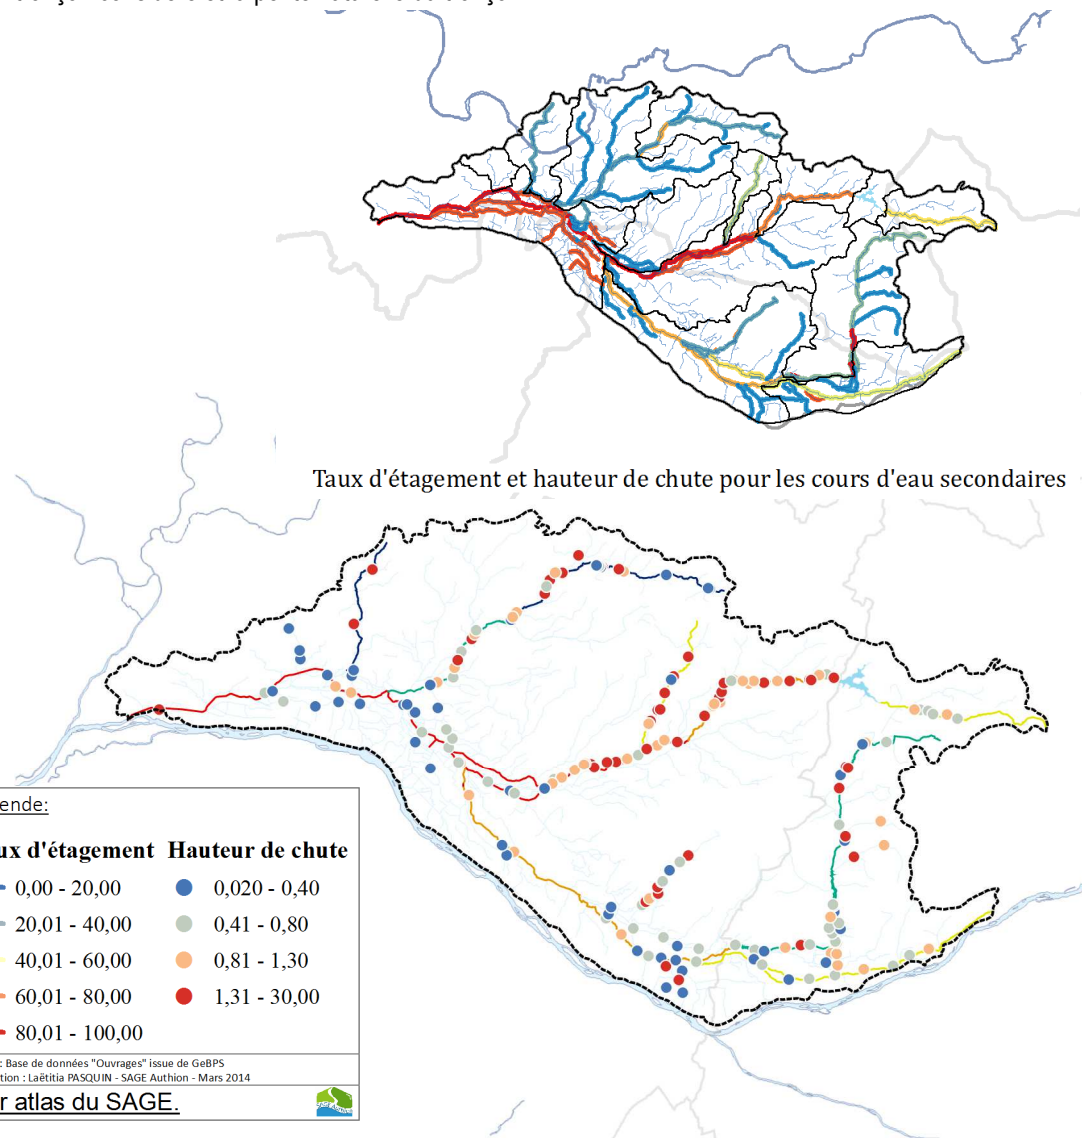 Taux d'étagement et hauteur de chute pour les cours d'eau secondaires
ende:
ux d'étagement Hauteur de chute
0,00 - 20,00 0,020 - 0,40
20,01 - 40,00 0,41 - 0,80
40,01 - 60,00 0,81 - 1,30
60,01 - 80,00 1,31 - 30,00
80,01 - 100,00
: Base de données "Ouvrages" issue de GeBPS
tion : Laëtitia PASQUIN - SAGE Authion - Mars 2014
r atlas du SAGE.